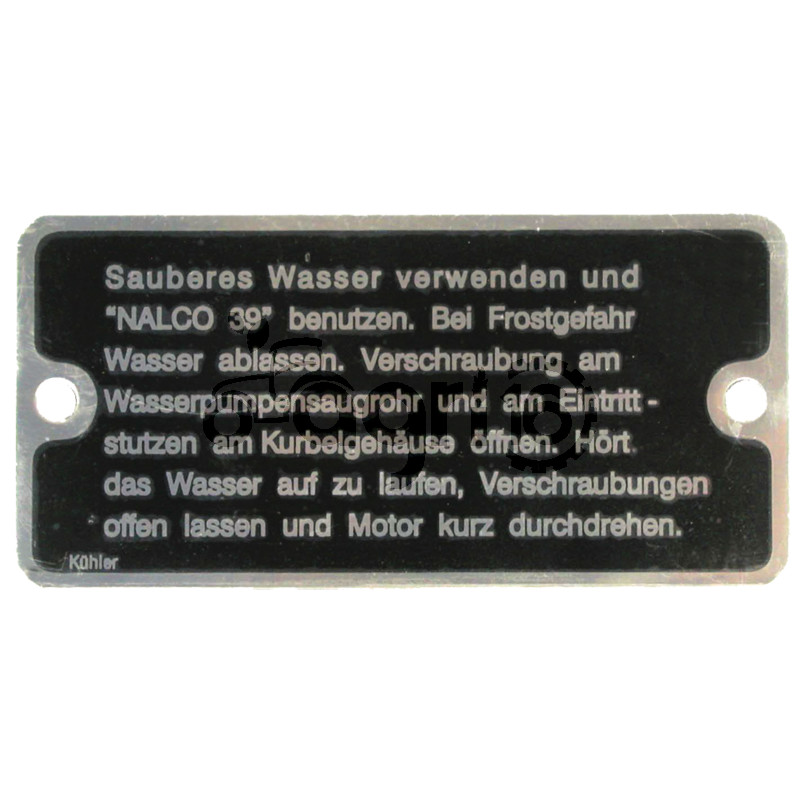 Sauberes Wasser verwenden und
"NALCO 39" benutzen. Bei Frostgefahr
Wasser ablassen. Verschraubung am
Wasserpumpensaugrohr und am Eintritt-
stutzen am Kurbelgehäuse öffnen. Hört
das Wasser auf zu laufen, Verschraubungen
offen lassen und Motor kurz durchdrehen.
Kühler
agri